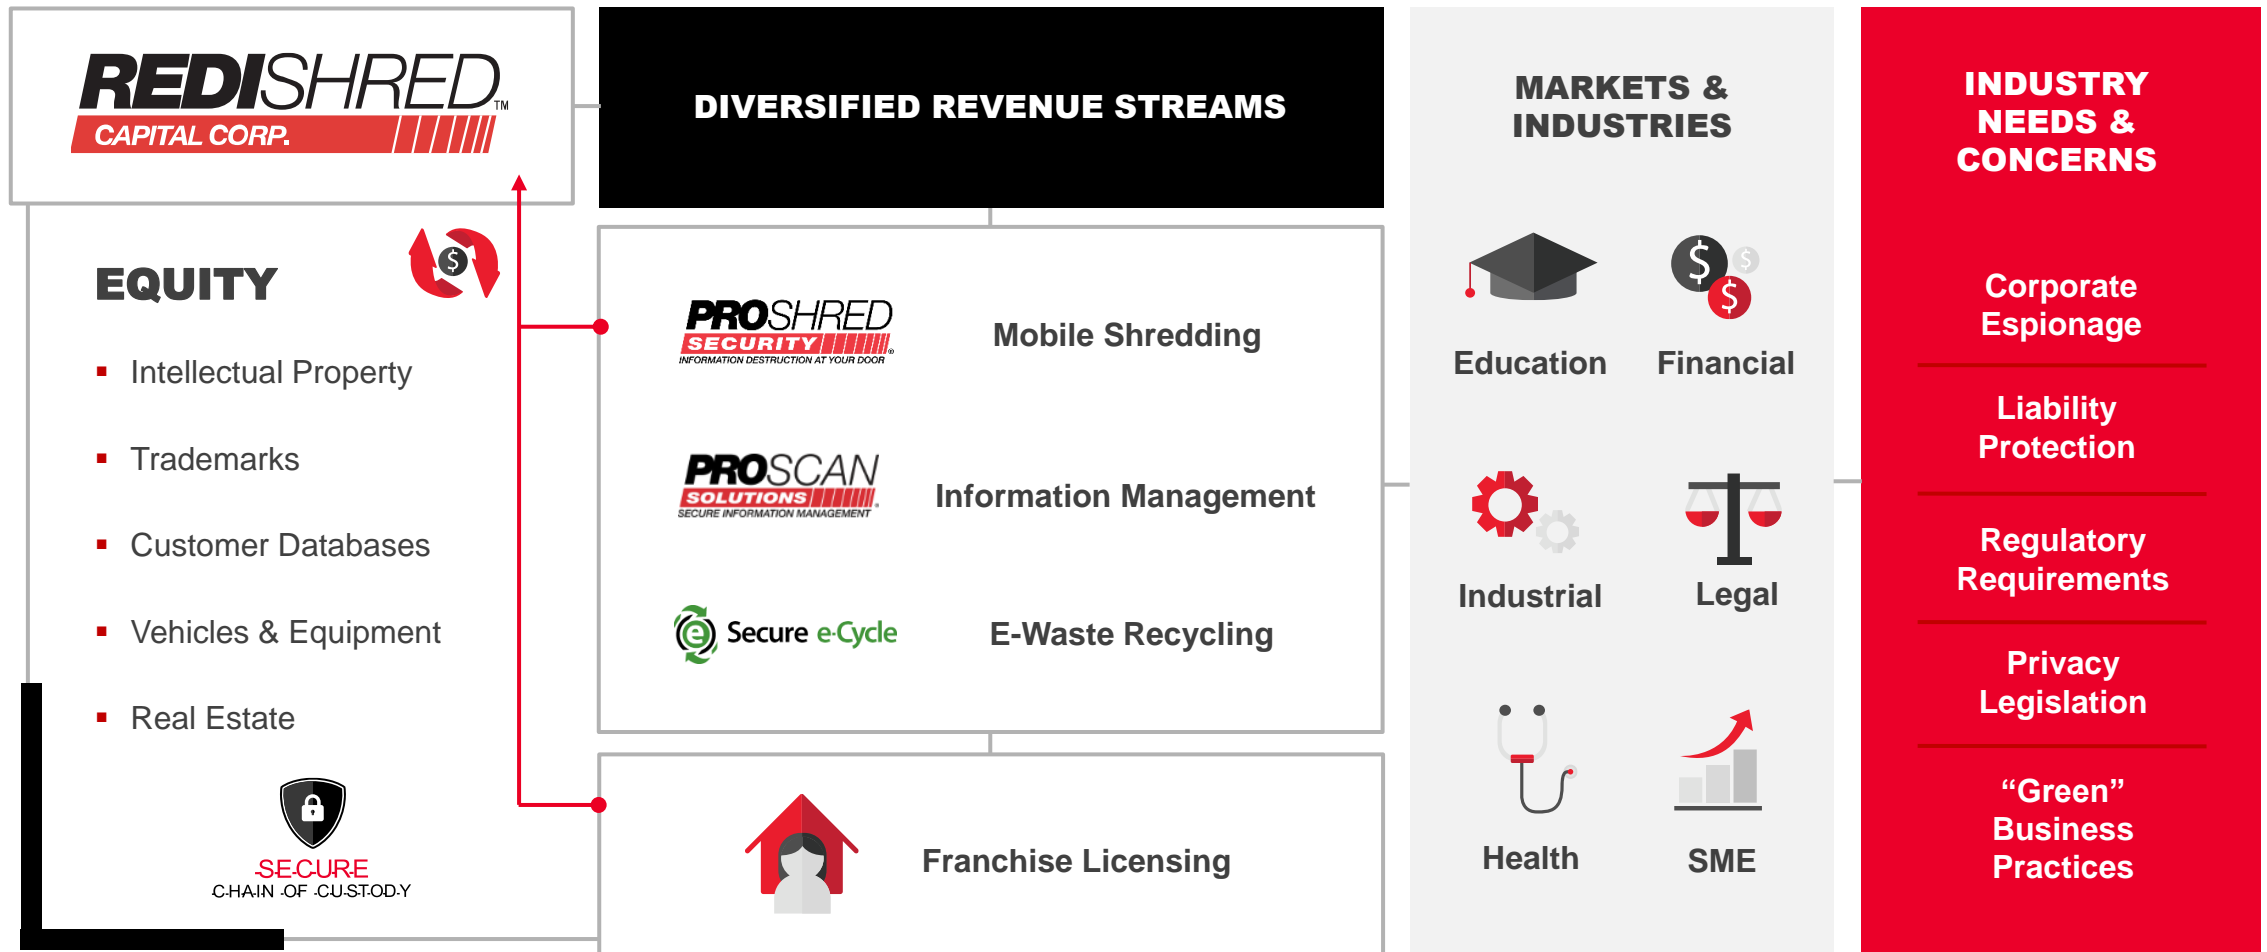 REDISHRED™
CAPITAL CORP.
EQUITY
$
▪ Intellectual Property
▪ Trademarks
▪ Customer Databases
▪ Vehicles & Equipment
▪ Real Estate
SECURE
CHAIN OF CUSTODY
DIVERSIFIED REVENUE STREAMS
PROSHRED
SECURITY®
INFORMATION DESTRUCTION AT YOUR DOOR
Mobile Shredding
PROSCAN
SOLUTIONS
SECURE INFORMATION MANAGEMENT
Information Management
e
Secure e-Cycle
E-Waste Recycling
Franchise Licensing
MARKETS &
INDUSTRIES
$ $ $
Education
Financial
Industrial
Legal
Health
SME
INDUSTRY
NEEDS &
CONCERNS
Corporate
Espionage
Liability
Protection
Regulatory
Requirements
Privacy
Legislation
“Green”
Business
Practices